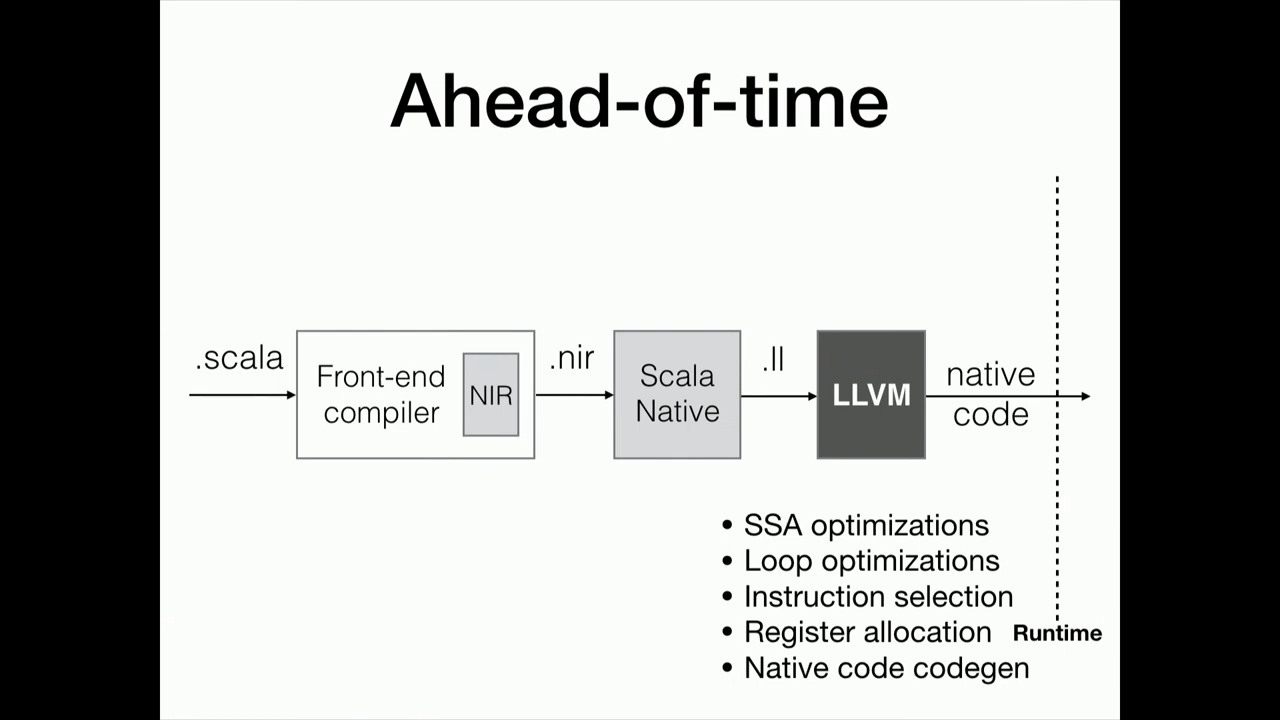 Ahead-of-time
.scala
Front-end
compiler
NIR
.nir
Scala
Native
.ll
LLVM
native
code
• SSA optimizations
• Loop optimizations
• Instruction selection
• Register allocation
• Native code codegen
Runtime